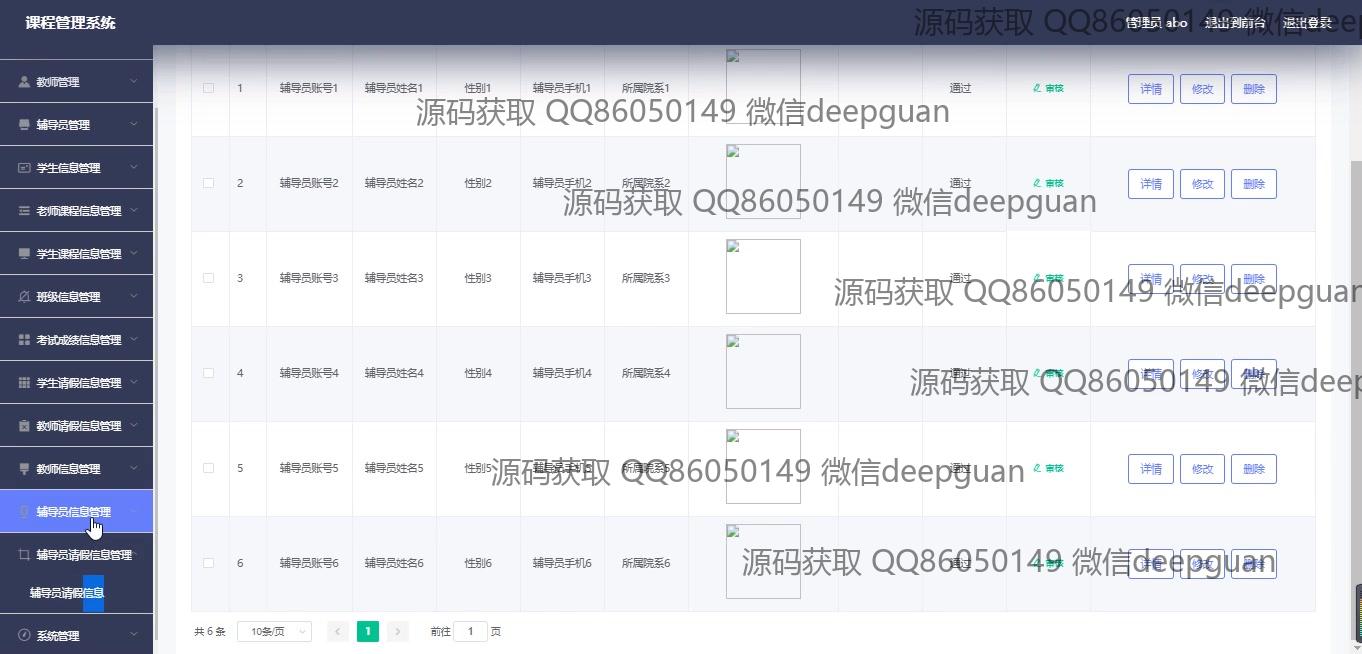 课程管理系统
管理员 abo 退出到前台 退出登录
源码获取 QQ86050149 微信deep
教师管理
辅导员管理
学生信息管理
老师课程信息管理
学生课程信息管理
班级信息管理
考试成绩信息管理
学生请假信息管理
教师请假信息管理
教师信息管理
辅导员信息管理
辅导员请假信息管理
辅导员请假信息
系统管理
1 辅导员账号1 辅导员姓名1 性别1 辅导员手机1 所属院系1 通过 审核 详情 修改 删除
源码获取 QQ86050149 微信deepguan
2 辅导员账号2 辅导员姓名2 性别2 辅导员手机2 所属院系2 通过 审核 详情 修改 删除
源码获取 QQ86050149 微信deepguan
3 辅导员账号3 辅导员姓名3 性别3 辅导员手机3 所属院系3 通过 审核 详情 修改 删除
源码获取 QQ86050149 微信deepguan
4 辅导员账号4 辅导员姓名4 性别4 辅导员手机4 所属院系4 通过 审核 详情 修改 删除
源码获取 QQ86050149 微信deep
5 辅导员账号5 辅导员姓名5 性别5 辅导员手机5 所属院系5 通过 审核 详情 修改 删除
源码获取 QQ86050149 微信deepguan
6 辅导员账号6 辅导员姓名6 性别6 辅导员手机6 所属院系6 通过 审核 详情 修改 删除
源码获取 QQ86050149 微信deepguan
共 6 条 10条/页 1 前往 1 页